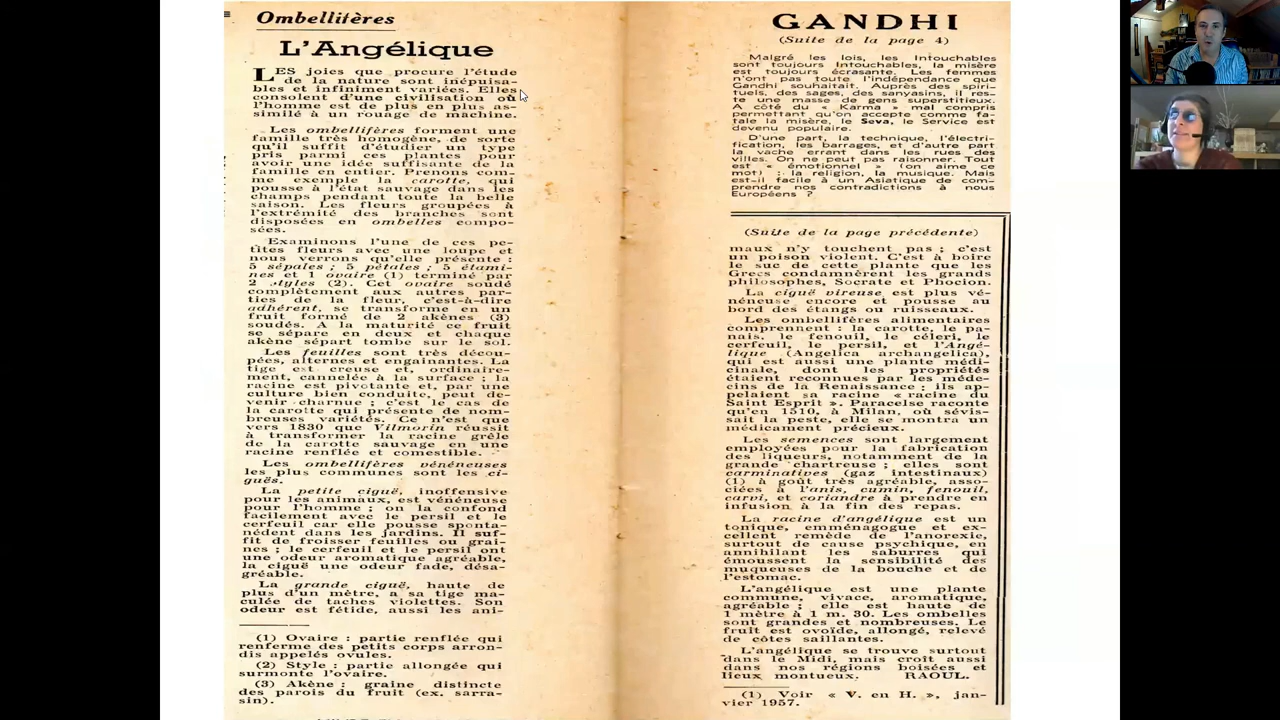 Ombellifères
L'Angélique
LES joies que procure l'étude
de la nature sont inépuisa-
bles et infiniment variées. Elles
consolent d'une civilisation où
l'homme est de plus en plus as-
similé à un rouage de machine.
Les ombellifères forment une
famille très homogène, de sorte
qu'il suffit d'étudier un type
pris parmi ces plantes pour
avoir une idée suffisante de la
famille en entier. Prenons com-
me exemple la carotte, qui
pousse à l'état sauvage dans les
champs pendant toute la belle
saison. Les fleurs groupées à
l'extrémité des branches sont
disposées en ombelles compo-
sées.
Examinons l'une de ces pe-
tites fleurs avec une loupe et
nous verrons qu'elle présente :
5 sépales ; 5 pétales ; 5 étami-
nes et 1 ovaire (1) terminé par
2 styles (2). Cet ovaire soudé
complètement aux autres par-
ties de la fleur, c'est-à-dire
adhérent, se transforme en un
fruit formé de 2 akènes (3)
soudés. A la maturité ce fruit
se sépare en deux et chaque
akène sépart tombe sur le sol.
Les feuilles sont très décou-
pées, alternes et engainantes. La
tige est creuse et, ordinaire-
ment, cannelée à la surface ; la
racine est pivotante et, par une
culture bien conduite, peut de-
venir charnue ; c'est le cas de
la carotte qui présente de nom-
breuses variétés. Ce n'est que
vers 1830 que Vilmorin réussit
à transformer la racine grêle
de la carotte sauvage en une
racine renflée et comestible.
Les ombellifères vénéneuses
les plus communes sont les ci-
guës.
La petite ciguë, inoffensive
pour les animaux, est vénéneuse
pour l'homme ; on la confond
facilement avec le persil et le
cerfeuil car elle pousse sponta-
nédent dans les jardins. Il suf-
fit de froisser feuilles ou grai-
nes ; le cerfeuil et le persil ont
une odeur aromatique agréable,
la ciguë une odeur fade, désa-
gréable.
La grande ciguë, haute de
plus d'un mètre, a sa tige ma-
culée de taches violettes. Son
odeur est fétide, aussi les ani-
(1) Ovaire : partie renflée qui
renferme des petits corps arron-
dis appelés ovules.
(2) Style : partie allongée qui
surmonte l'ovaire.
(3) Akène : graine distincte
des parois du fruit (ex. sarra-
sin).
GANDHI
(Suite de la page 4)
Malgré les lois, les Intouchables
sont toujours Intouchables, la misère
est toujours écrasante. Les femmes
n'ont pas toute l'indépendance que
Gandhi souhaitait. Auprès des spiri-
tuels, des sages, des sanyasins, il res-
te une masse de gens superstitieux.
A côté du « Karma » mal compris
permettant qu'on accepte comme fa-
tale la misère, le Seva, le Service est
devenu populaire.
D'une part, la technique, l'électri-
fication, les barrages, et d'autre part
la vache errant dans les rues des
villes. On ne peut pas raisonner. Tout
est « émotionnel » (on aime ce
mot) : la religion, la musique. Mais
est-il facile à un Asiatique de com-
prendre nos contradictions à nous
Européens ?
(Suite de la page précédente)
maux n'y touchent pas ; c'est
un poison violent. C'est à boire
le suc de cette plante que les
Grecs condamnèrent les grands
philosophes, Socrate et Phocion.
La ciguë vireuse est plus vé-
néneuse encore et pousse au
bord des étangs ou ruisseaux.
Les ombellifères alimentaires
comprennent : la carotte, le pa-
nais, le fenouil, le céleri, le
cerfeuil, le persil, et l'Angé-
lique (Angelica archangelica),
qui est aussi une plante médi-
cinale, dont les propriétés
étaient reconnues par les méde-
cins de la Renaissance ; ils ap-
pelaient sa racine « racine du
Saint Esprit ». Paracelse raconte
qu'en 1510, à Milan, où sévis-
sait la peste, elle se montra un
médicament précieux.
Les semences sont largement
employées pour la fabrication
des liqueurs, notamment de la
grande chartreuse ; elles sont
carminatives (gaz intestinaux)
(1) à goût très agréable, asso-
ciées à l'anis, cumin, fenouil,
carvi, et coriandre à prendre en
infusion à la fin des repas.
La racine d'angélique est un
tonique, emménagogue et ex-
cellent remède de l'anorexie,
surtout de cause psychique, en
annihilant les saburres qui
émoussent la sensibilité des
muqueuses de la bouche et de
l'estomac.
L'angélique est une plante
commune, vivace, aromatique,
agréable ; elle est haute de
1 mètre à 1 m. 30. Les ombelles
sont grandes et nombreuses. Le
fruit est ovoïde, allongé, relevé
de côtes saillantes.
L'angélique se trouve surtout
dans le Midi, mais croît aussi
dans nos régions boisées et
lieux montueux. RAOUL.
(1) Voir « V. en H. », jan-
vier 1957.